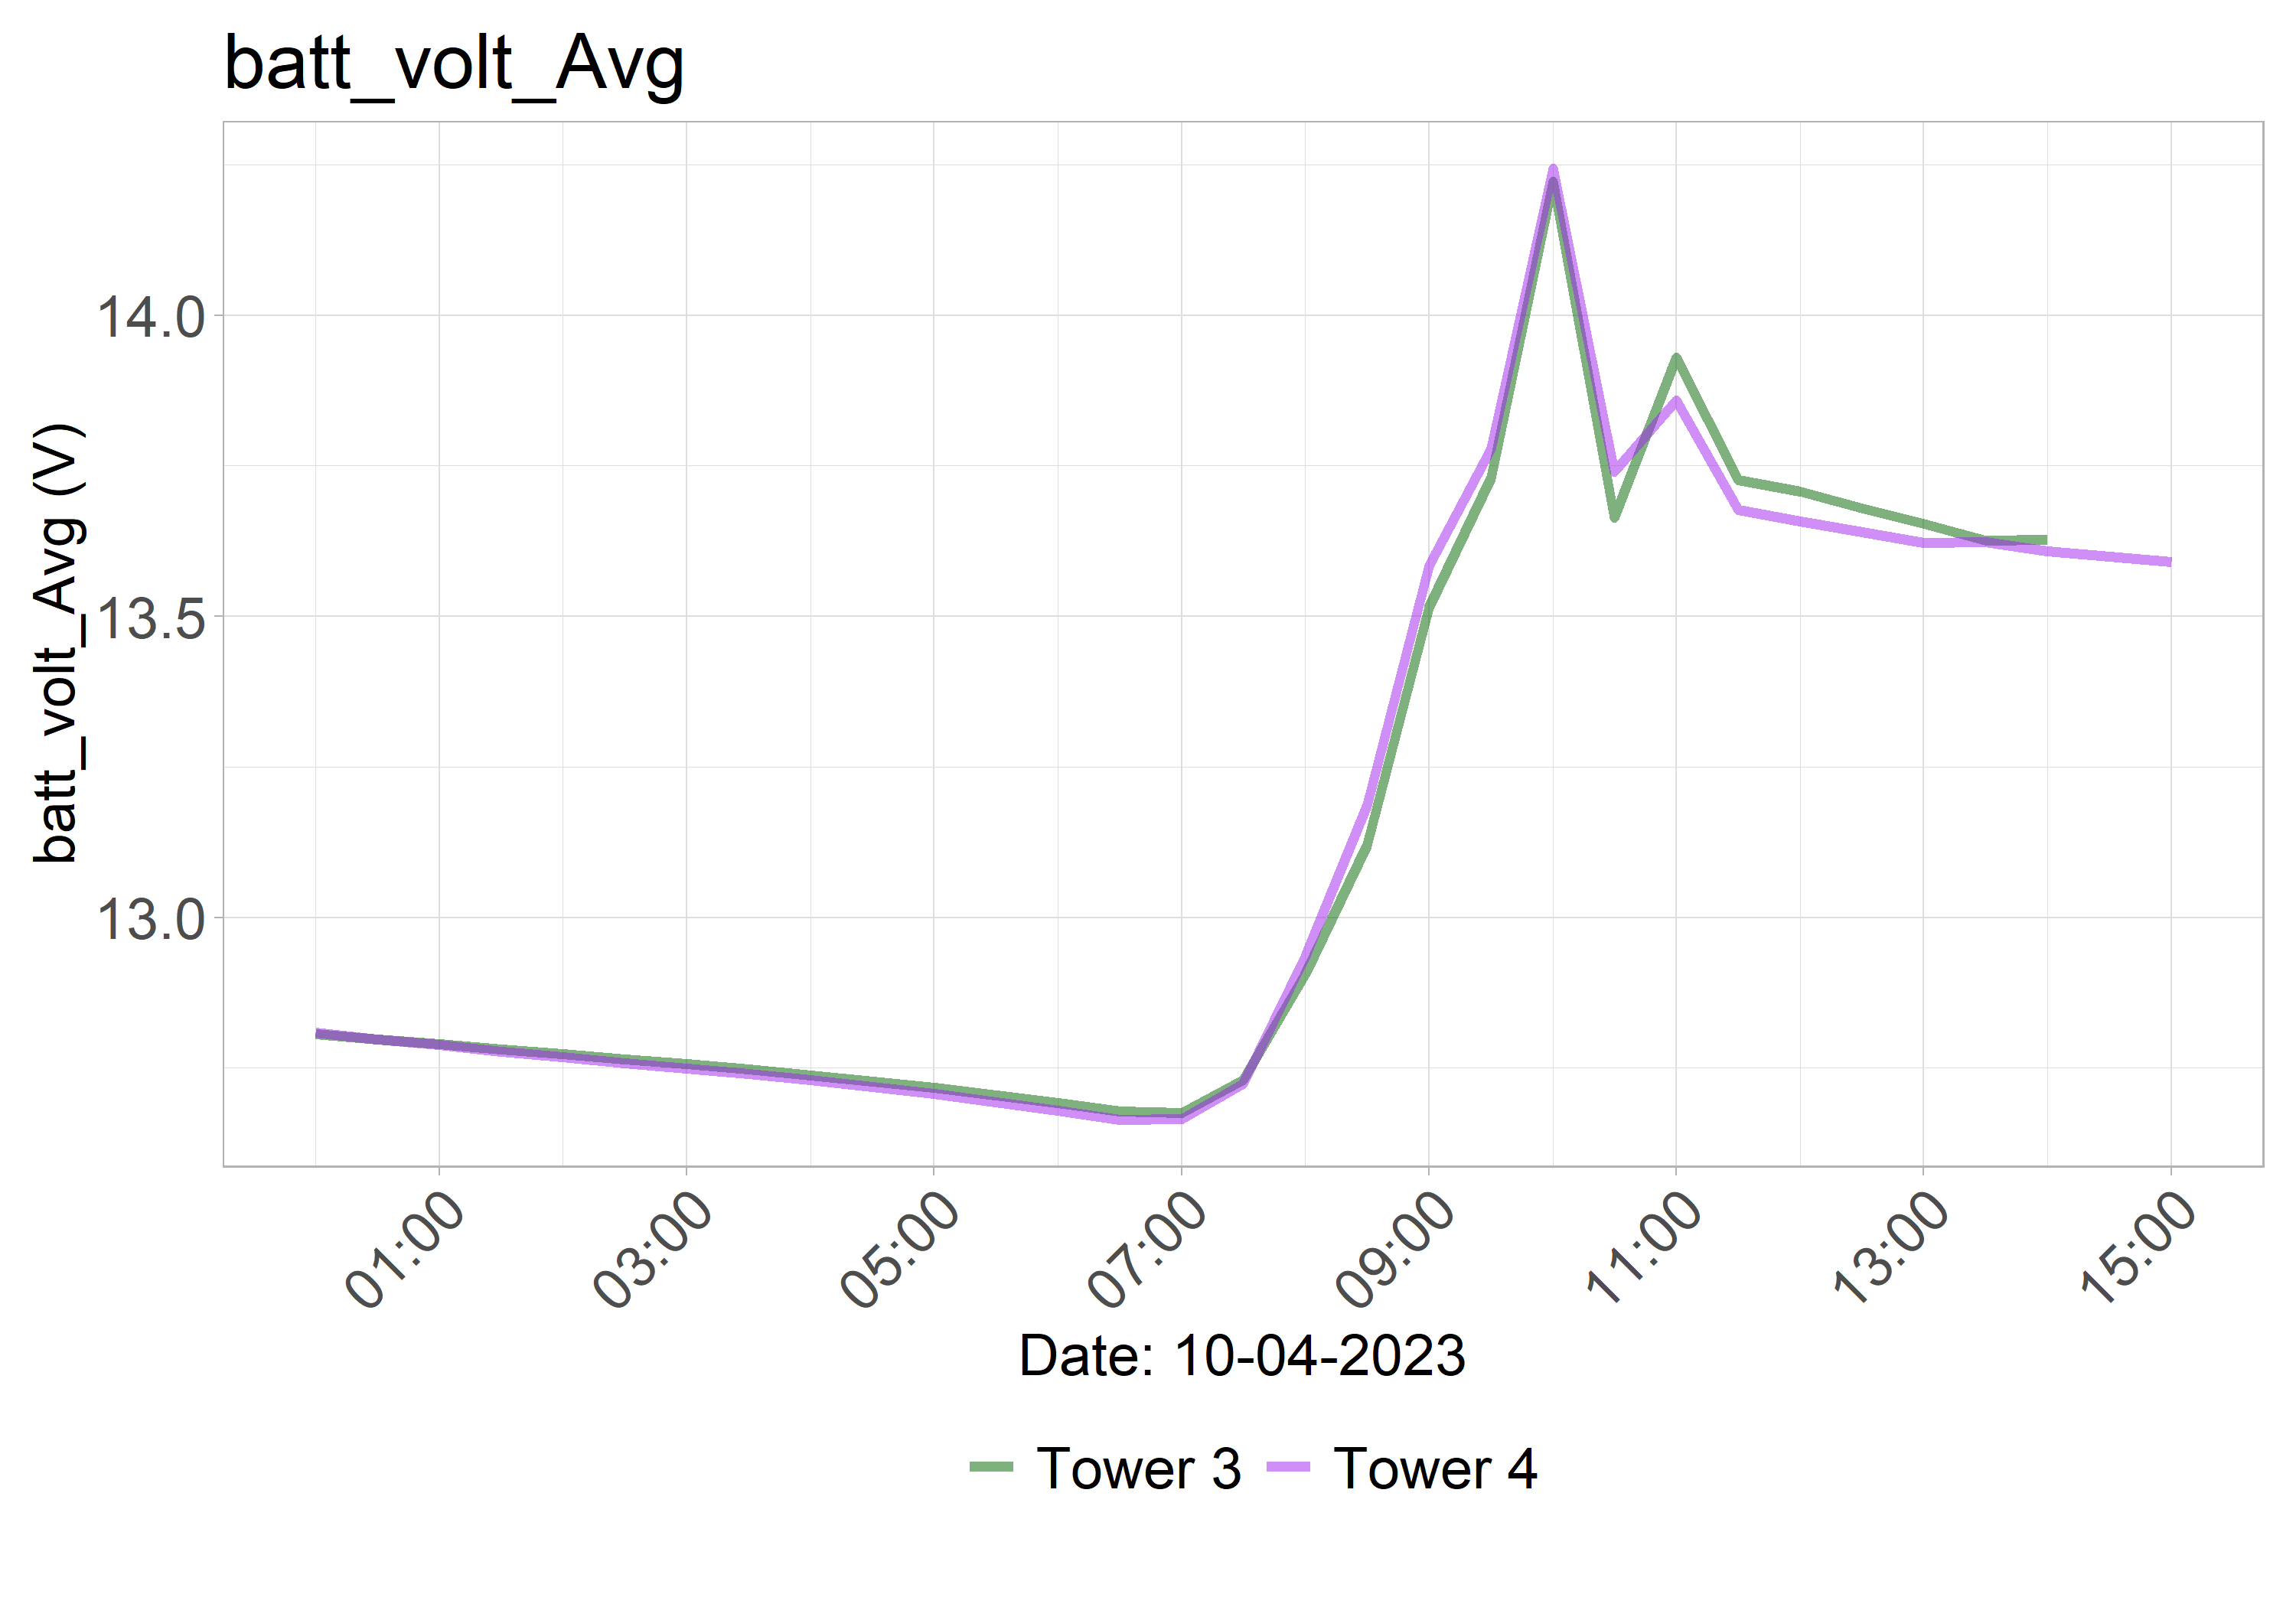 batt_volt_Avg
batt_volt_Avg (V)
14.0
13.5
13.0
01:00
03:00
05:00
07:00
09:00
11:00
13:00
15:00
Date: 10-04-2023
Tower 3
Tower 4